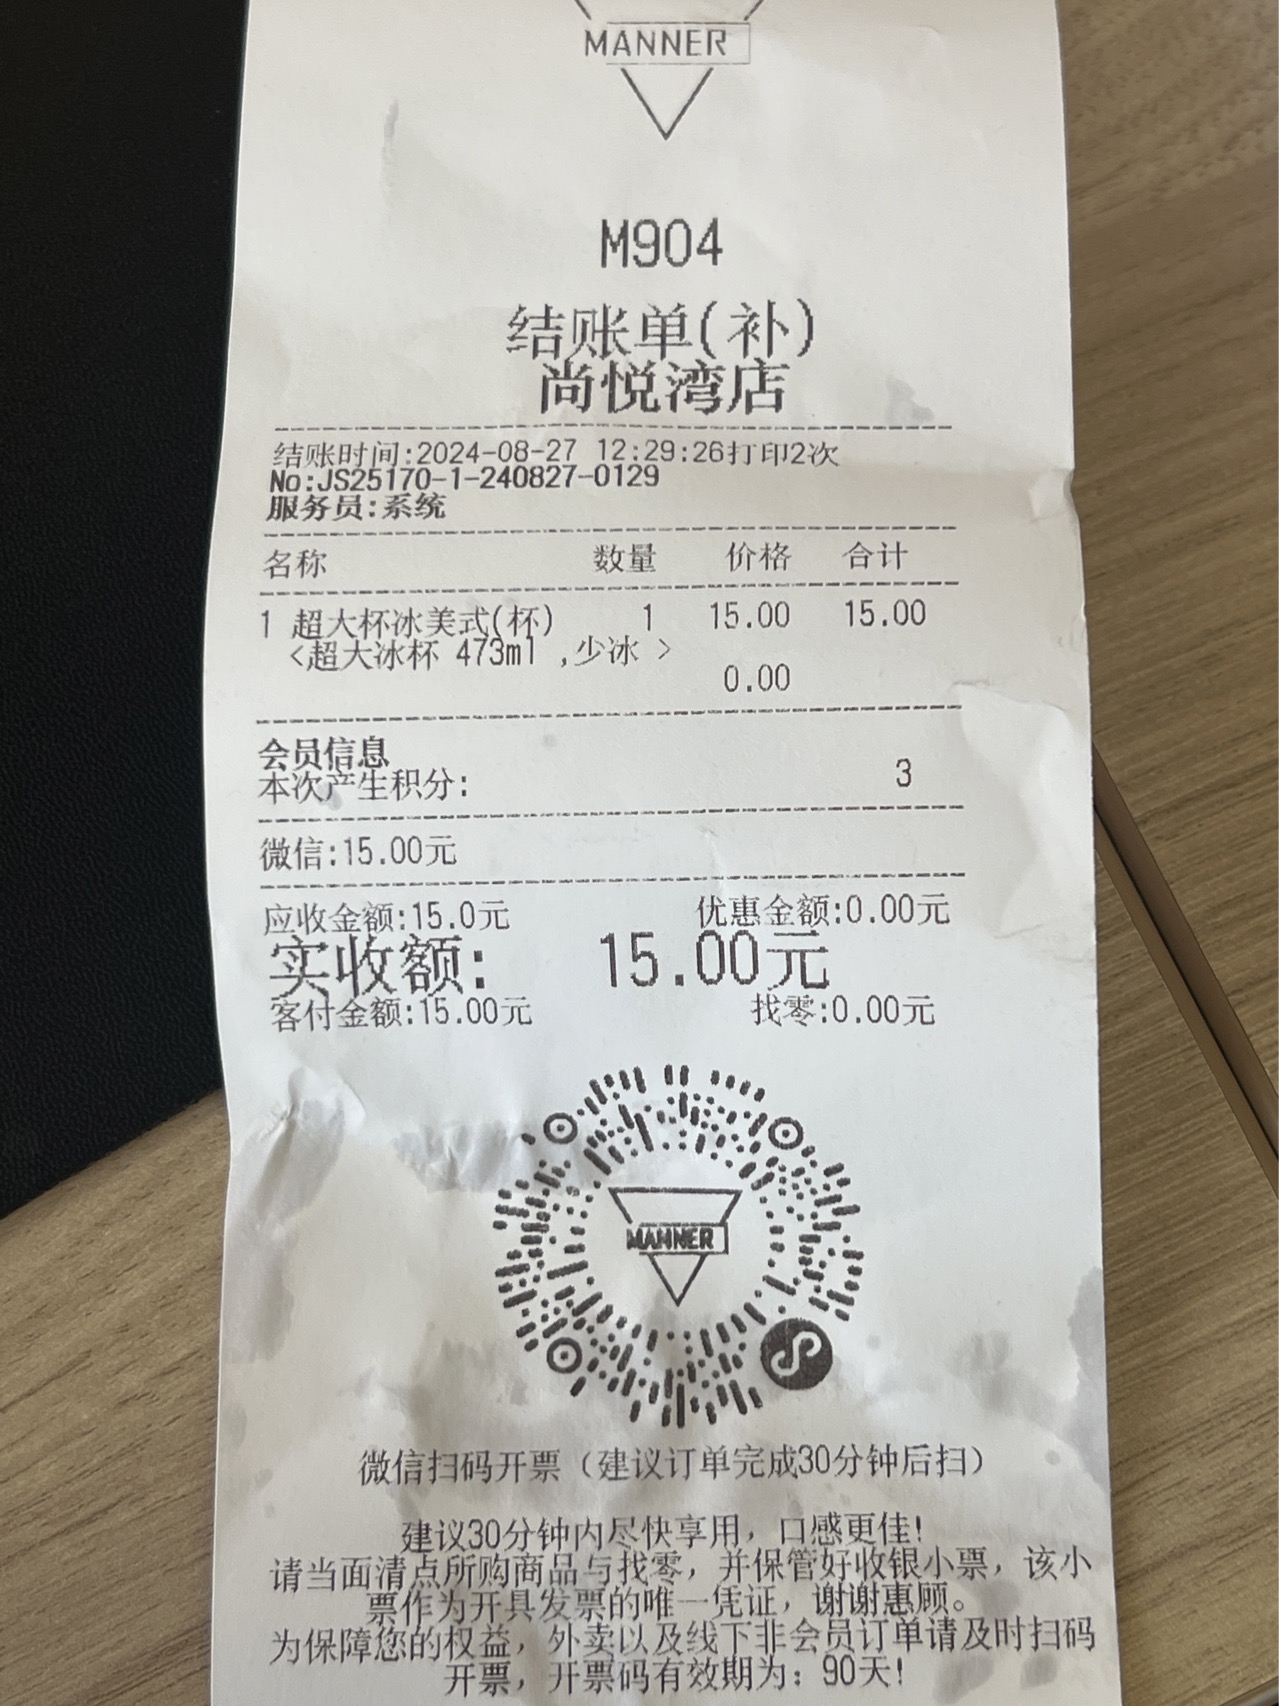 MANNER
M904
结账单(补)
尚悦湾店
结账时间:2024-08-27 12:29:26打印2次
No:JS25170-1-240827-0129
服务员:系统
名称 数量 价格 合计
1 超大杯冰美式(杯) 1 15.00 15.00
<超大冰杯 473ml ,少冰 >
0.00
会员信息
本次产生积分: 3
微信:15.00元
应收金额:15.0元 优惠金额:0.00元
实收额: 15.00元
客付金额:15.00元 找零:0.00元
MANNER
微信扫码开票（建议订单完成30分钟后扫）
建议30分钟内尽快享用，口感更佳!
请当面清点所购商品与找零，并保管好收银小票，该小
票作为开具发票的唯一凭证，谢谢惠顾。
为保障您的权益，外卖以及线下非会员订单请及时扫码
开票，开票码有效期为：90天!